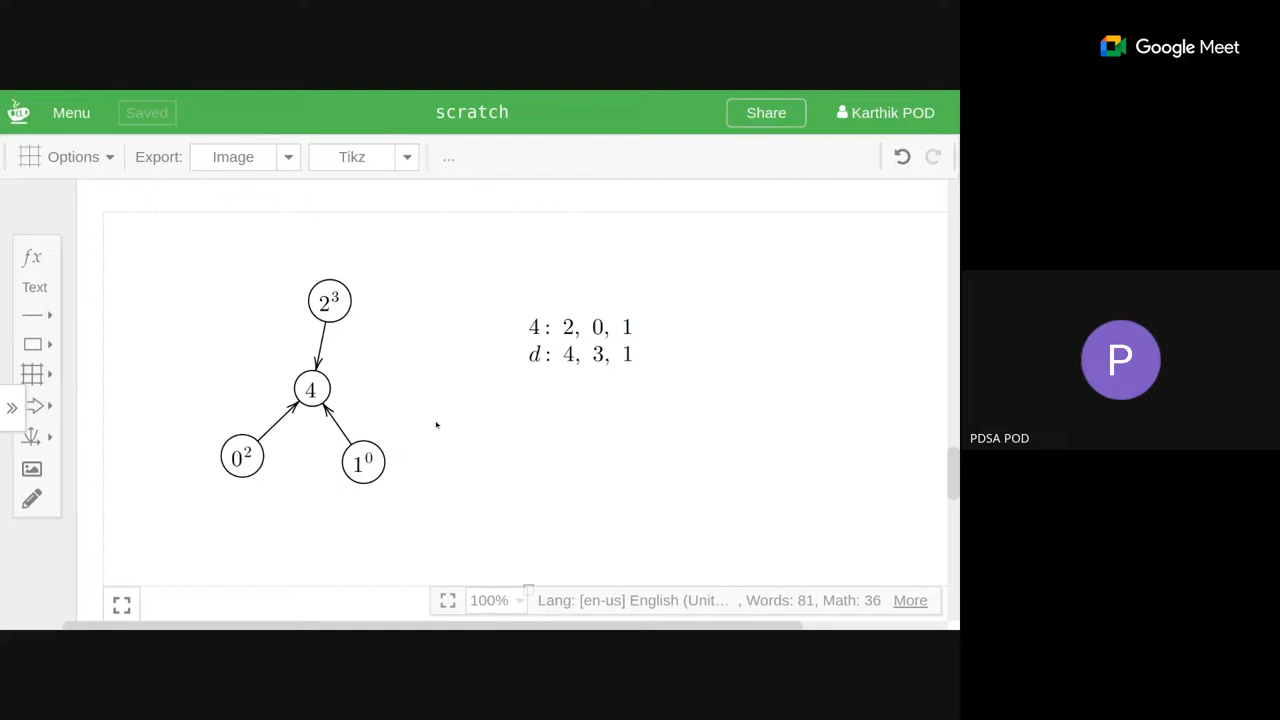 Google Meet
Menu Saved scratch Share Karthik POD
Options Export: Image Tikz ...
fx
Text
2³
4 : 2, 0, 1
d : 4, 3, 1
4
0²
1⁰
P
PDSA POD
100% Lang: [en-us] English (Unit... , Words: 81, Math: 36 More